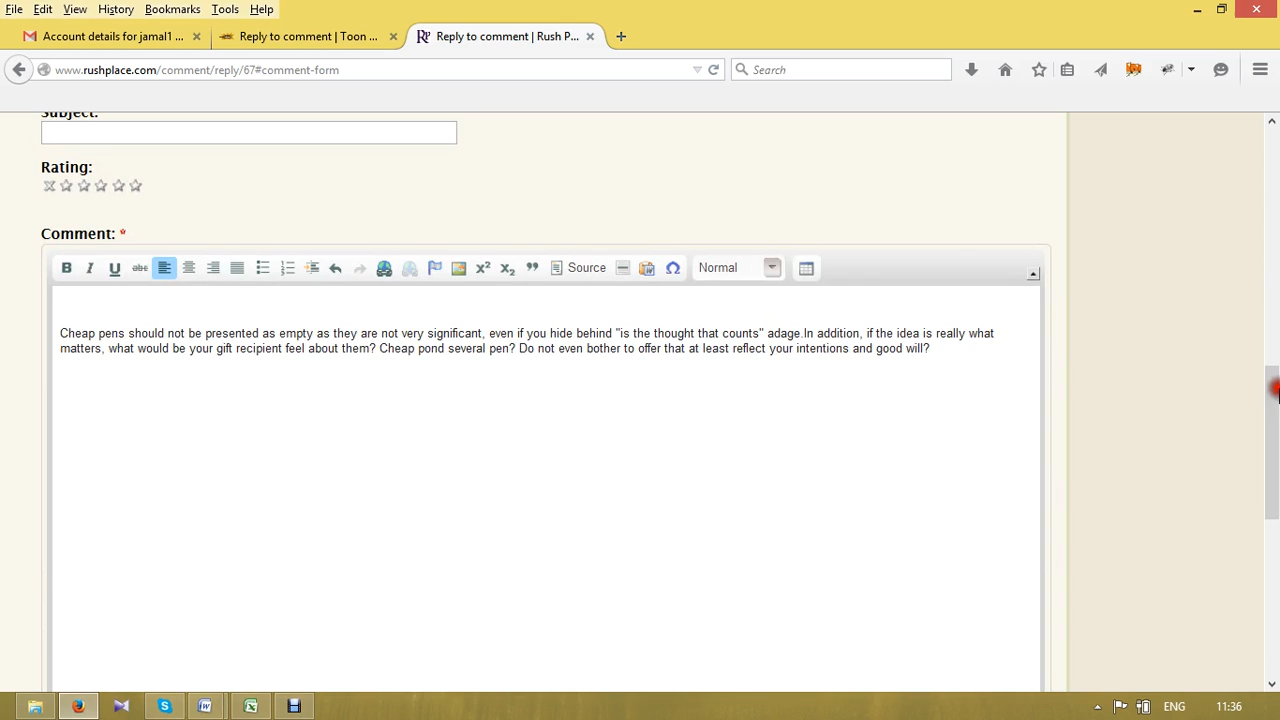 File Edit View History Bookmarks Tools Help
Account details for jamal1 ... Reply to comment | Toon ... Reply to comment | Rush P...
www.rushplace.com/comment/reply/67#comment-form Search
Subject:
Rating:
Comment: *
B I U abc x² x₂ Source Normal
Cheap pens should not be presented as empty as they are not very significant, even if you hide behind "is the thought that counts" adage.In addition, if the idea is really what
matters, what would be your gift recipient feel about them? Cheap pond several pen? Do not even bother to offer that at least reflect your intentions and good will?
ENG 11:36